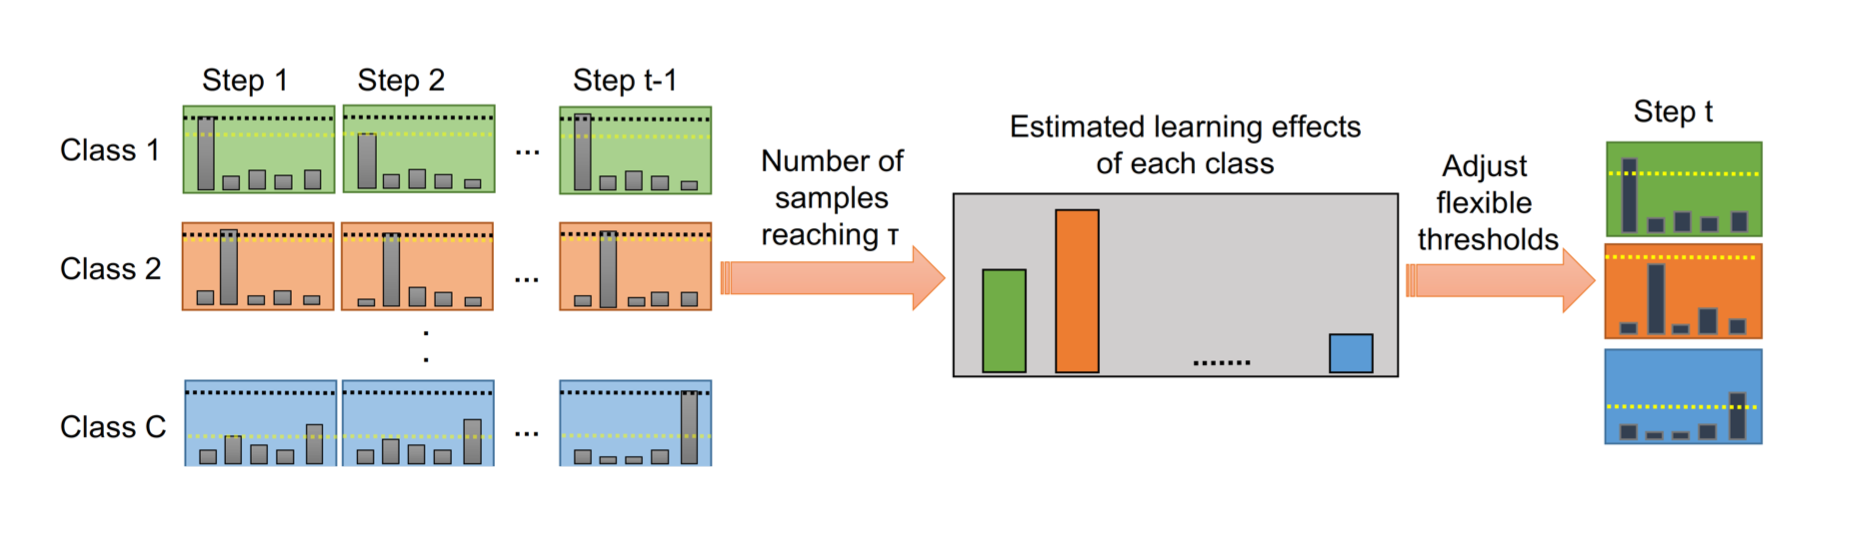 Step 1
Step 2
Step t-1
Class 1
...
Class 2
...
Class C
...
Number of
samples
reaching τ
Estimated learning effects
of each class
.......
Adjust
flexible
thresholds
Step t